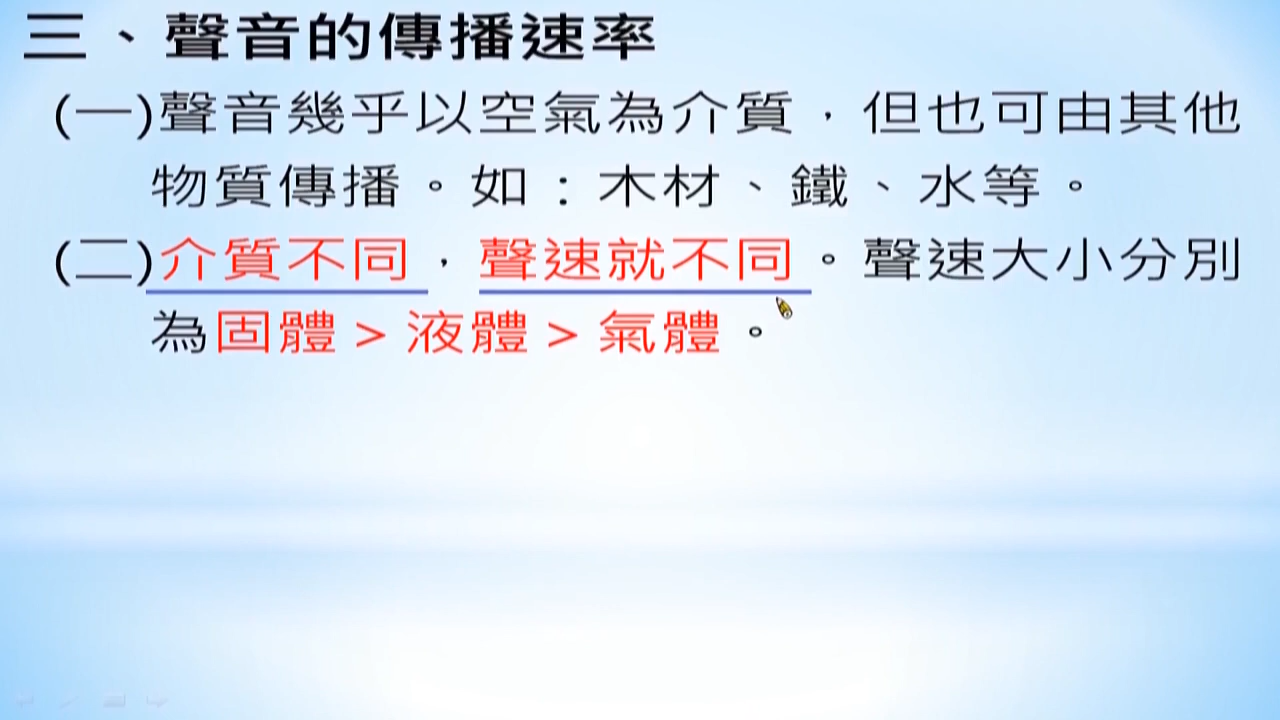 三、聲音的傳播速率
(一)聲音幾乎以空氣為介質，但也可由其他
物質傳播。如：木材、鐵、水等。
(二)介質不同，聲速就不同。聲速大小分別
為固體＞液體＞氣體。